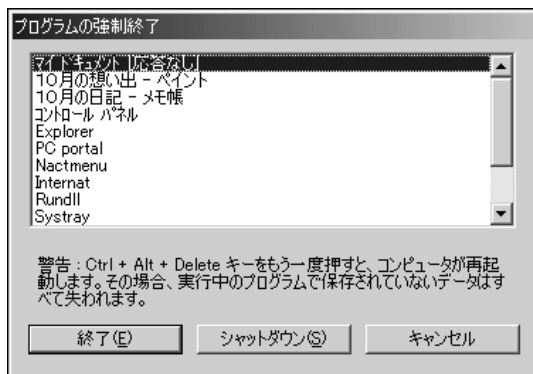 プログラムの強制終了
マイ ドキュメント [応答なし]
10月の想い出 - ペイント
10月の日記 - メモ帳
コントロール パネル
Explorer
PC portal
Nactmenu
Internat
Rundll
Systray
警告 : Ctrl + Alt + Delete キーをもう一度押すと、コンピュータが再起
動します。その場合、実行中のプログラムで保存されていないデータはす
べて失われます。
終了(E)
シャットダウン(S)
キャンセル